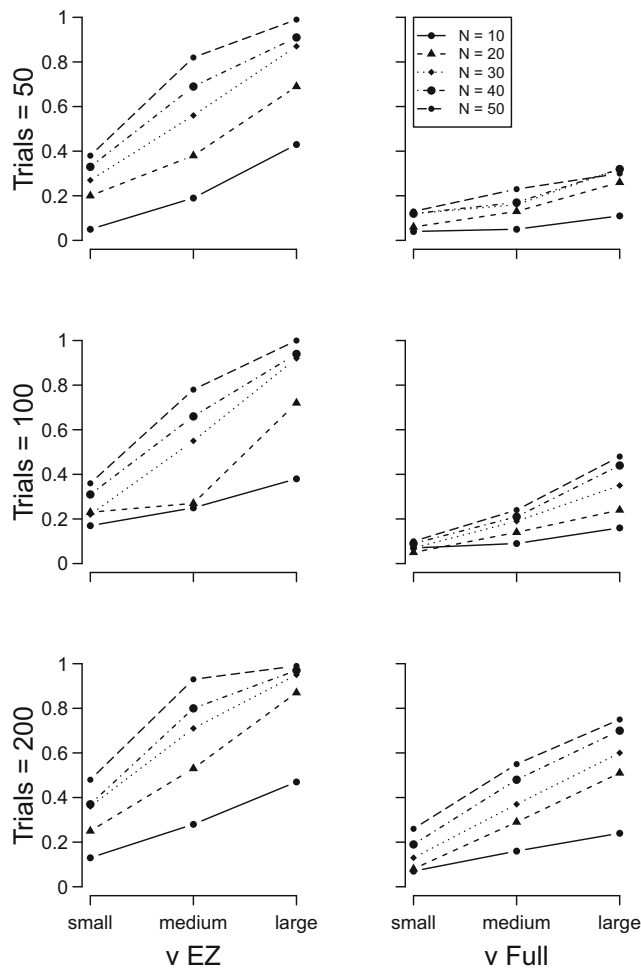 1
0.8
0.6
0.4
0.2
0
Trials = 50
N = 10
N = 20
N = 30
N = 40
N = 50
1
0.8
0.6
0.4
0.2
0
Trials = 100
1
0.8
0.6
0.4
0.2
0
Trials = 200
small medium large
v EZ
small medium large
v Full